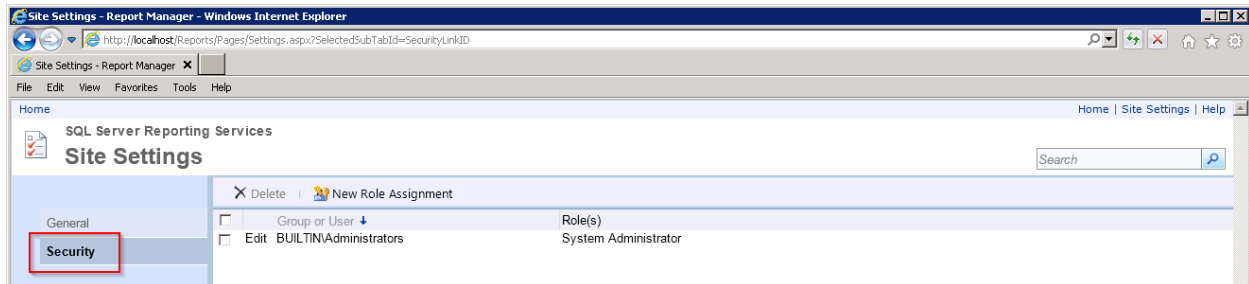 Site Settings - Report Manager - Windows Internet Explorer
http://localhost/Reports/Pages/Settings.aspx?SelectedSubTabId=SecurityLinkID
Site Settings - Report Manager
File Edit View Favorites Tools Help
Home Home | Site Settings | Help
SQL Server Reporting Services
Site Settings
Search
Delete | New Role Assignment
General
Group or User Role(s)
Security
Edit BUILTIN\Administrators System Administrator